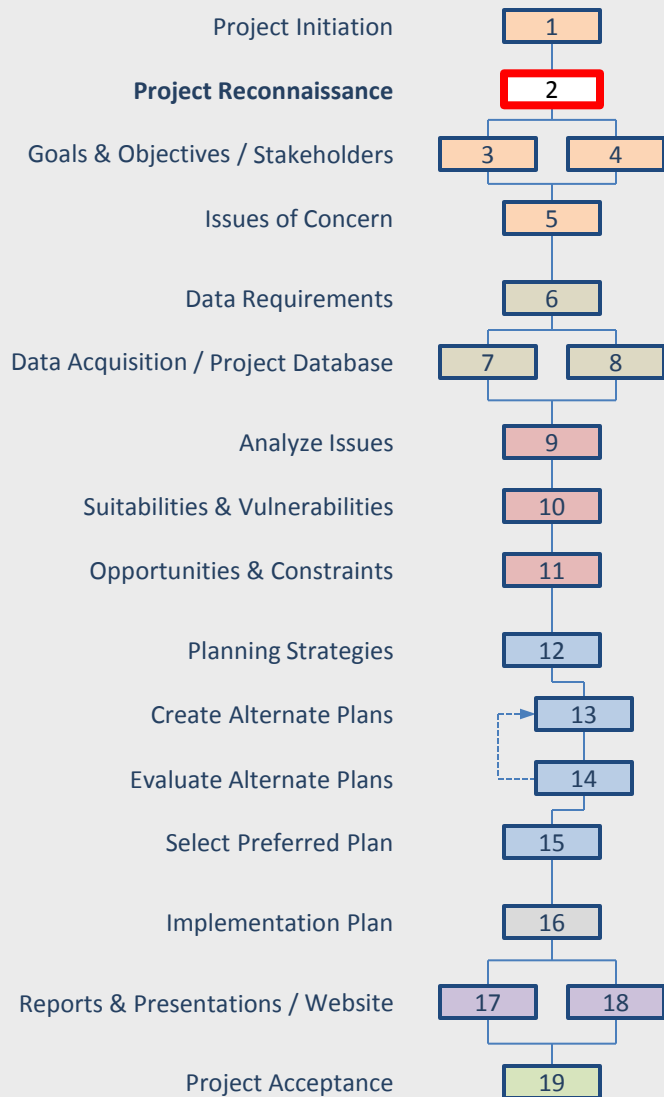 Project Initiation 1
Project Reconnaissance 2
Goals & Objectives / Stakeholders 3 4
Issues of Concern 5
Data Requirements 6
Data Acquisition / Project Database 7 8
Analyze Issues 9
Suitabilities & Vulnerabilities 10
Opportunities & Constraints 11
Planning Strategies 12
Create Alternate Plans 13
Evaluate Alternate Plans 14
Select Preferred Plan 15
Implementation Plan 16
Reports & Presentations / Website 17 18
Project Acceptance 19